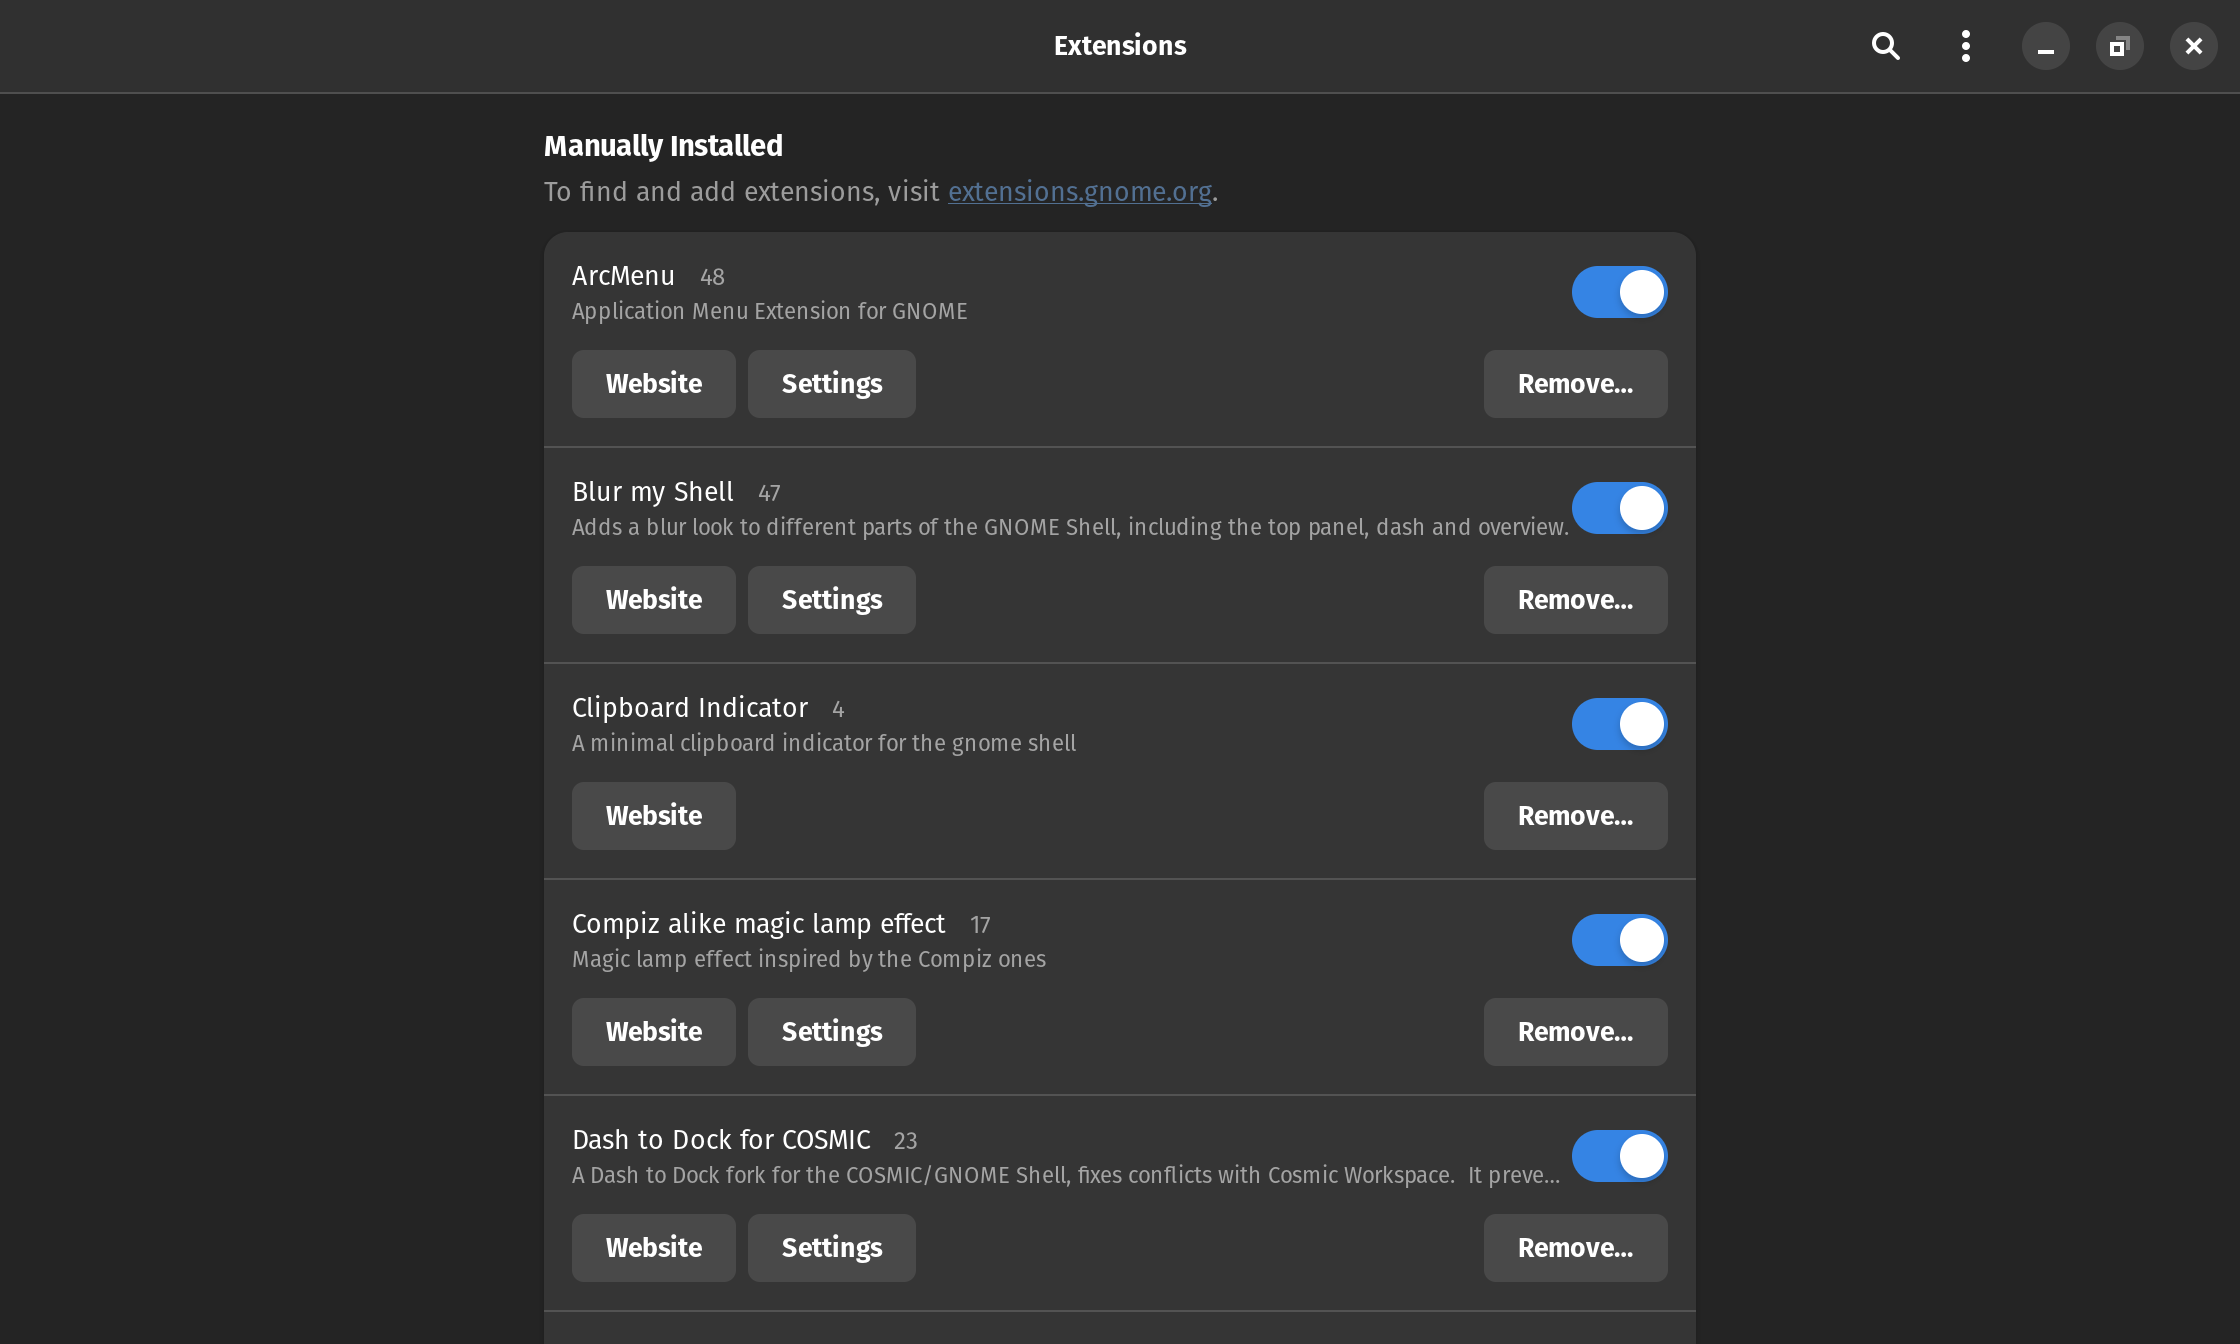 Extensions
Manually Installed
To find and add extensions, visit extensions.gnome.org.
ArcMenu 48
Application Menu Extension for GNOME
Website Settings Remove...
Blur my Shell 47
Adds a blur look to different parts of the GNOME Shell, including the top panel, dash and overview.
Website Settings Remove...
Clipboard Indicator 4
A minimal clipboard indicator for the gnome shell
Website Remove...
Compiz alike magic lamp effect 17
Magic lamp effect inspired by the Compiz ones
Website Settings Remove...
Dash to Dock for COSMIC 23
A Dash to Dock fork for the COSMIC/GNOME Shell, fixes conflicts with Cosmic Workspace.  It preve...
Website Settings Remove...